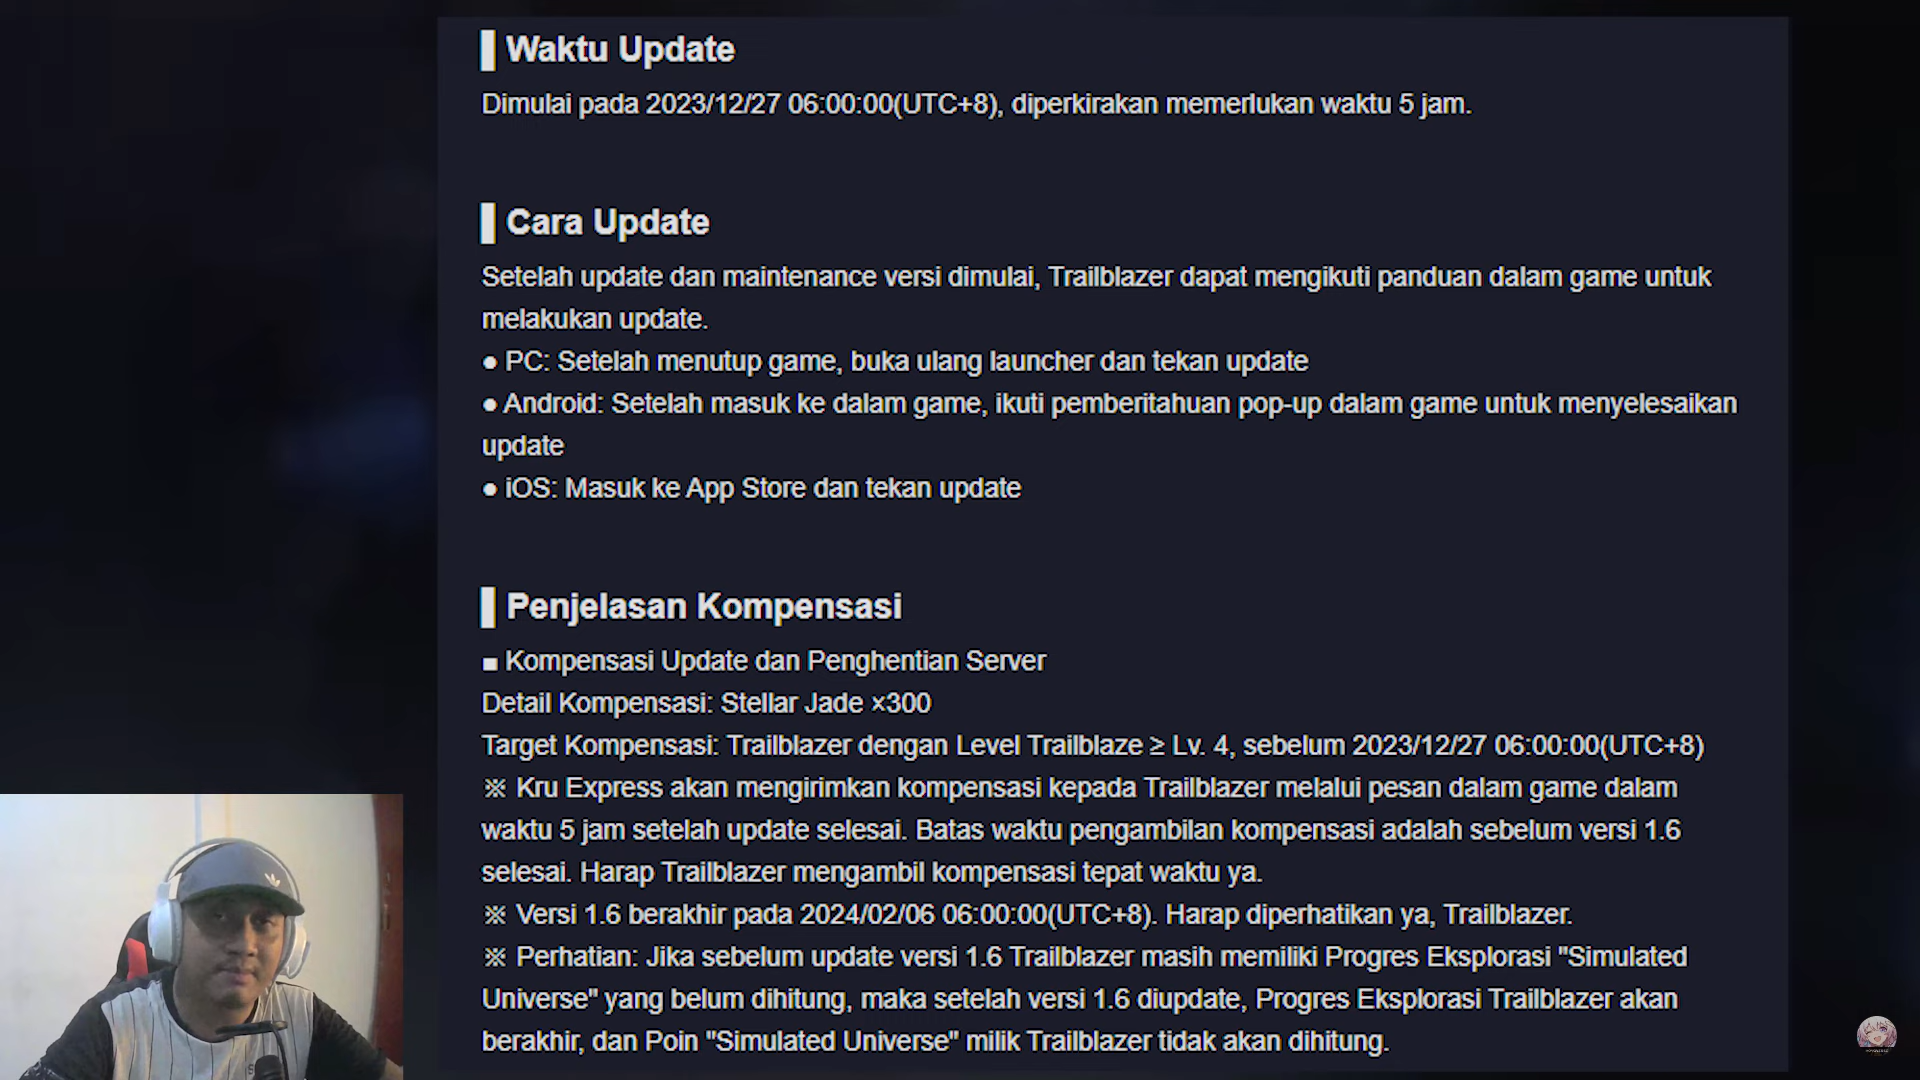 Waktu Update
Dimulai pada 2023/12/27 06:00:00(UTC+8), diperkirakan memerlukan waktu 5 jam.
Cara Update
Setelah update dan maintenance versi dimulai, Trailblazer dapat mengikuti panduan dalam game untuk
melakukan update.
● PC: Setelah menutup game, buka ulang launcher dan tekan update
● Android: Setelah masuk ke dalam game, ikuti pemberitahuan pop-up dalam game untuk menyelesaikan
update
● iOS: Masuk ke App Store dan tekan update
Penjelasan Kompensasi
■ Kompensasi Update dan Penghentian Server
Detail Kompensasi: Stellar Jade ×300
Target Kompensasi: Trailblazer dengan Level Trailblaze ≥ Lv. 4, sebelum 2023/12/27 06:00:00(UTC+8)
※ Kru Express akan mengirimkan kompensasi kepada Trailblazer melalui pesan dalam game dalam
waktu 5 jam setelah update selesai. Batas waktu pengambilan kompensasi adalah sebelum versi 1.6
selesai. Harap Trailblazer mengambil kompensasi tepat waktu ya.
※ Versi 1.6 berakhir pada 2024/02/06 06:00:00(UTC+8). Harap diperhatikan ya, Trailblazer.
※ Perhatian: Jika sebelum update versi 1.6 Trailblazer masih memiliki Progres Eksplorasi "Simulated
Universe" yang belum dihitung, maka setelah versi 1.6 diupdate, Progres Eksplorasi Trailblazer akan
berakhir, dan Poin "Simulated Universe" milik Trailblazer tidak akan dihitung.